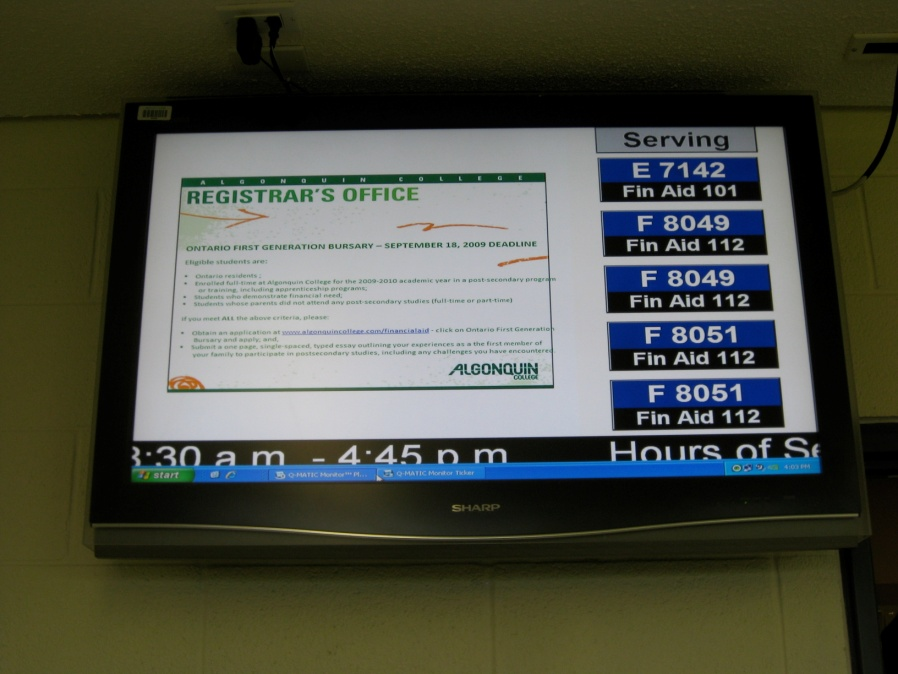 ALGONQUIN COLLEGE
REGISTRAR'S OFFICE
ONTARIO FIRST GENERATION BURSARY – SEPTEMBER 18, 2009 DEADLINE
Eligible students are:
• Ontario residents ;
• Enrolled full-time at Algonquin College for the 2009-2010 academic year in a post-secondary program
or training, including apprenticeship programs;
• Students who demonstrate financial need;
• Students whose parents did not attend any post-secondary studies (full-time or part-time)
If you meet ALL the above criteria, please:
• Obtain an application at www.algonquincollege.com/financialaid - click on Ontario First Generation
Bursary and apply; and,
• Submit a one page, single-spaced, typed essay outlining your experiences as a first member of
your family to participate in postsecondary studies, including any challenges you have encountered
ALGONQUIN
COLLEGE
Serving
E 7142
Fin Aid 101
F 8049
Fin Aid 112
F 8049
Fin Aid 112
F 8051
Fin Aid 112
F 8051
Fin Aid 112
8:30 a m - 4:45 p m Hours of Se
start Q-MATIC Monitor™ Pl... Q-MATIC Monitor Ticker 4:03 PM
SHARP